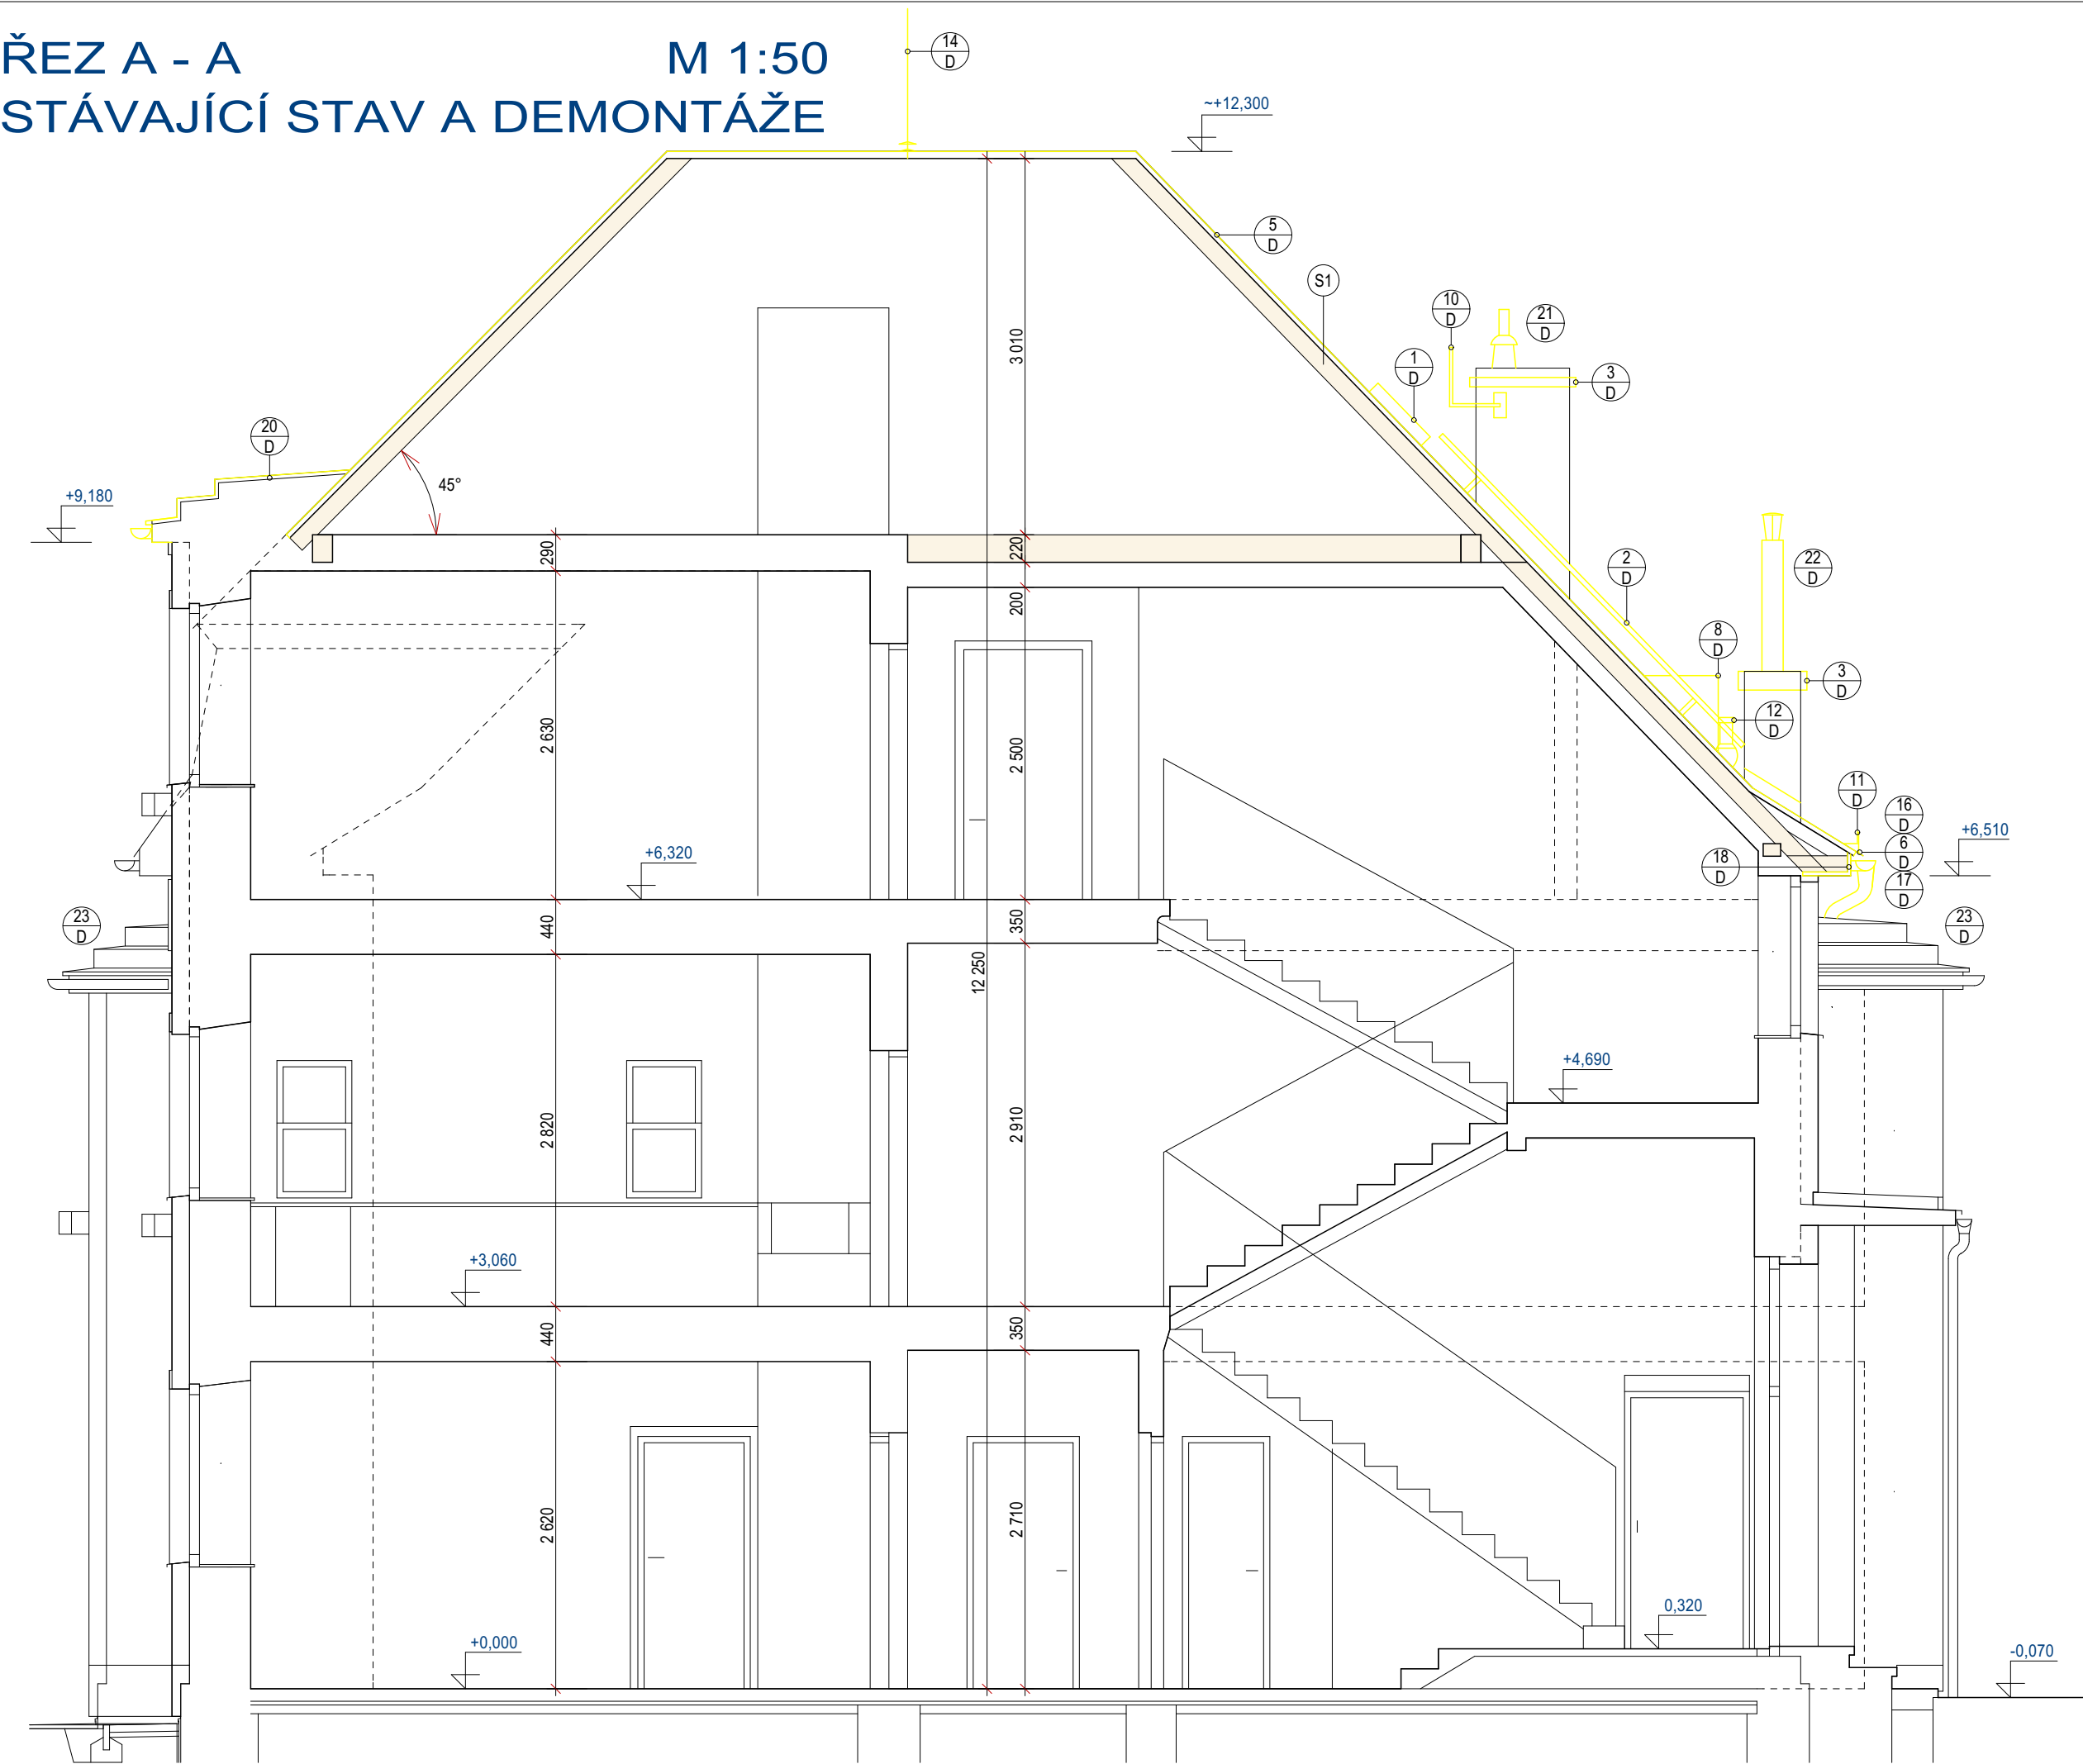 ŘEZ A - A M 1:50
STÁVAJÍCÍ STAV A DEMONTÁŽE
14
D
~+12,300
5
D
S1
10
D
21
D
3 010
1
D
3
D
20
D
45°
+9,180
290
220
2
D
22
D
200
8
D
3
D
2 630
2 500
12
D
11
D
16
D
+6,510
+6,320
6
D
18
D
17
D
23
D
440
350
23
D
12 250
+4,690
2 820
2 910
+3,060
440
350
2 620
2 710
0,320
+0,000
-0,070